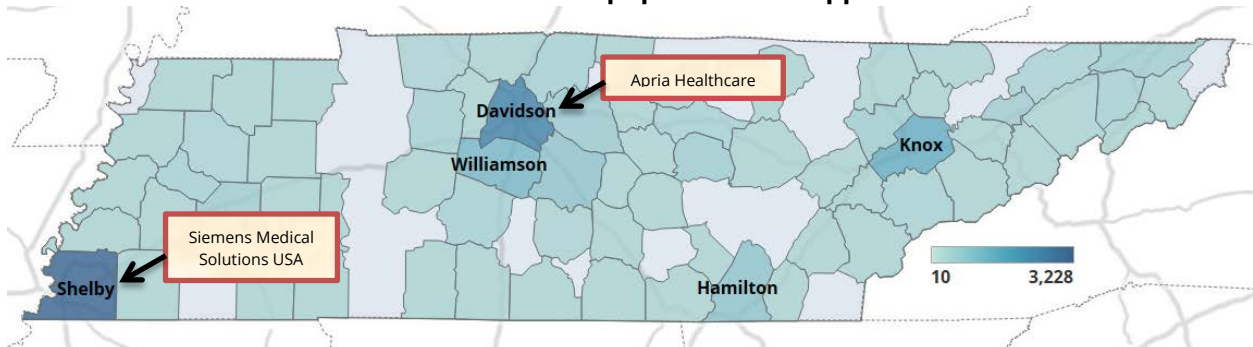 Apria Healthcare
Davidson
Williamson
Knox
Siemens Medical
Solutions USA
Shelby
Hamilton
10 3,228